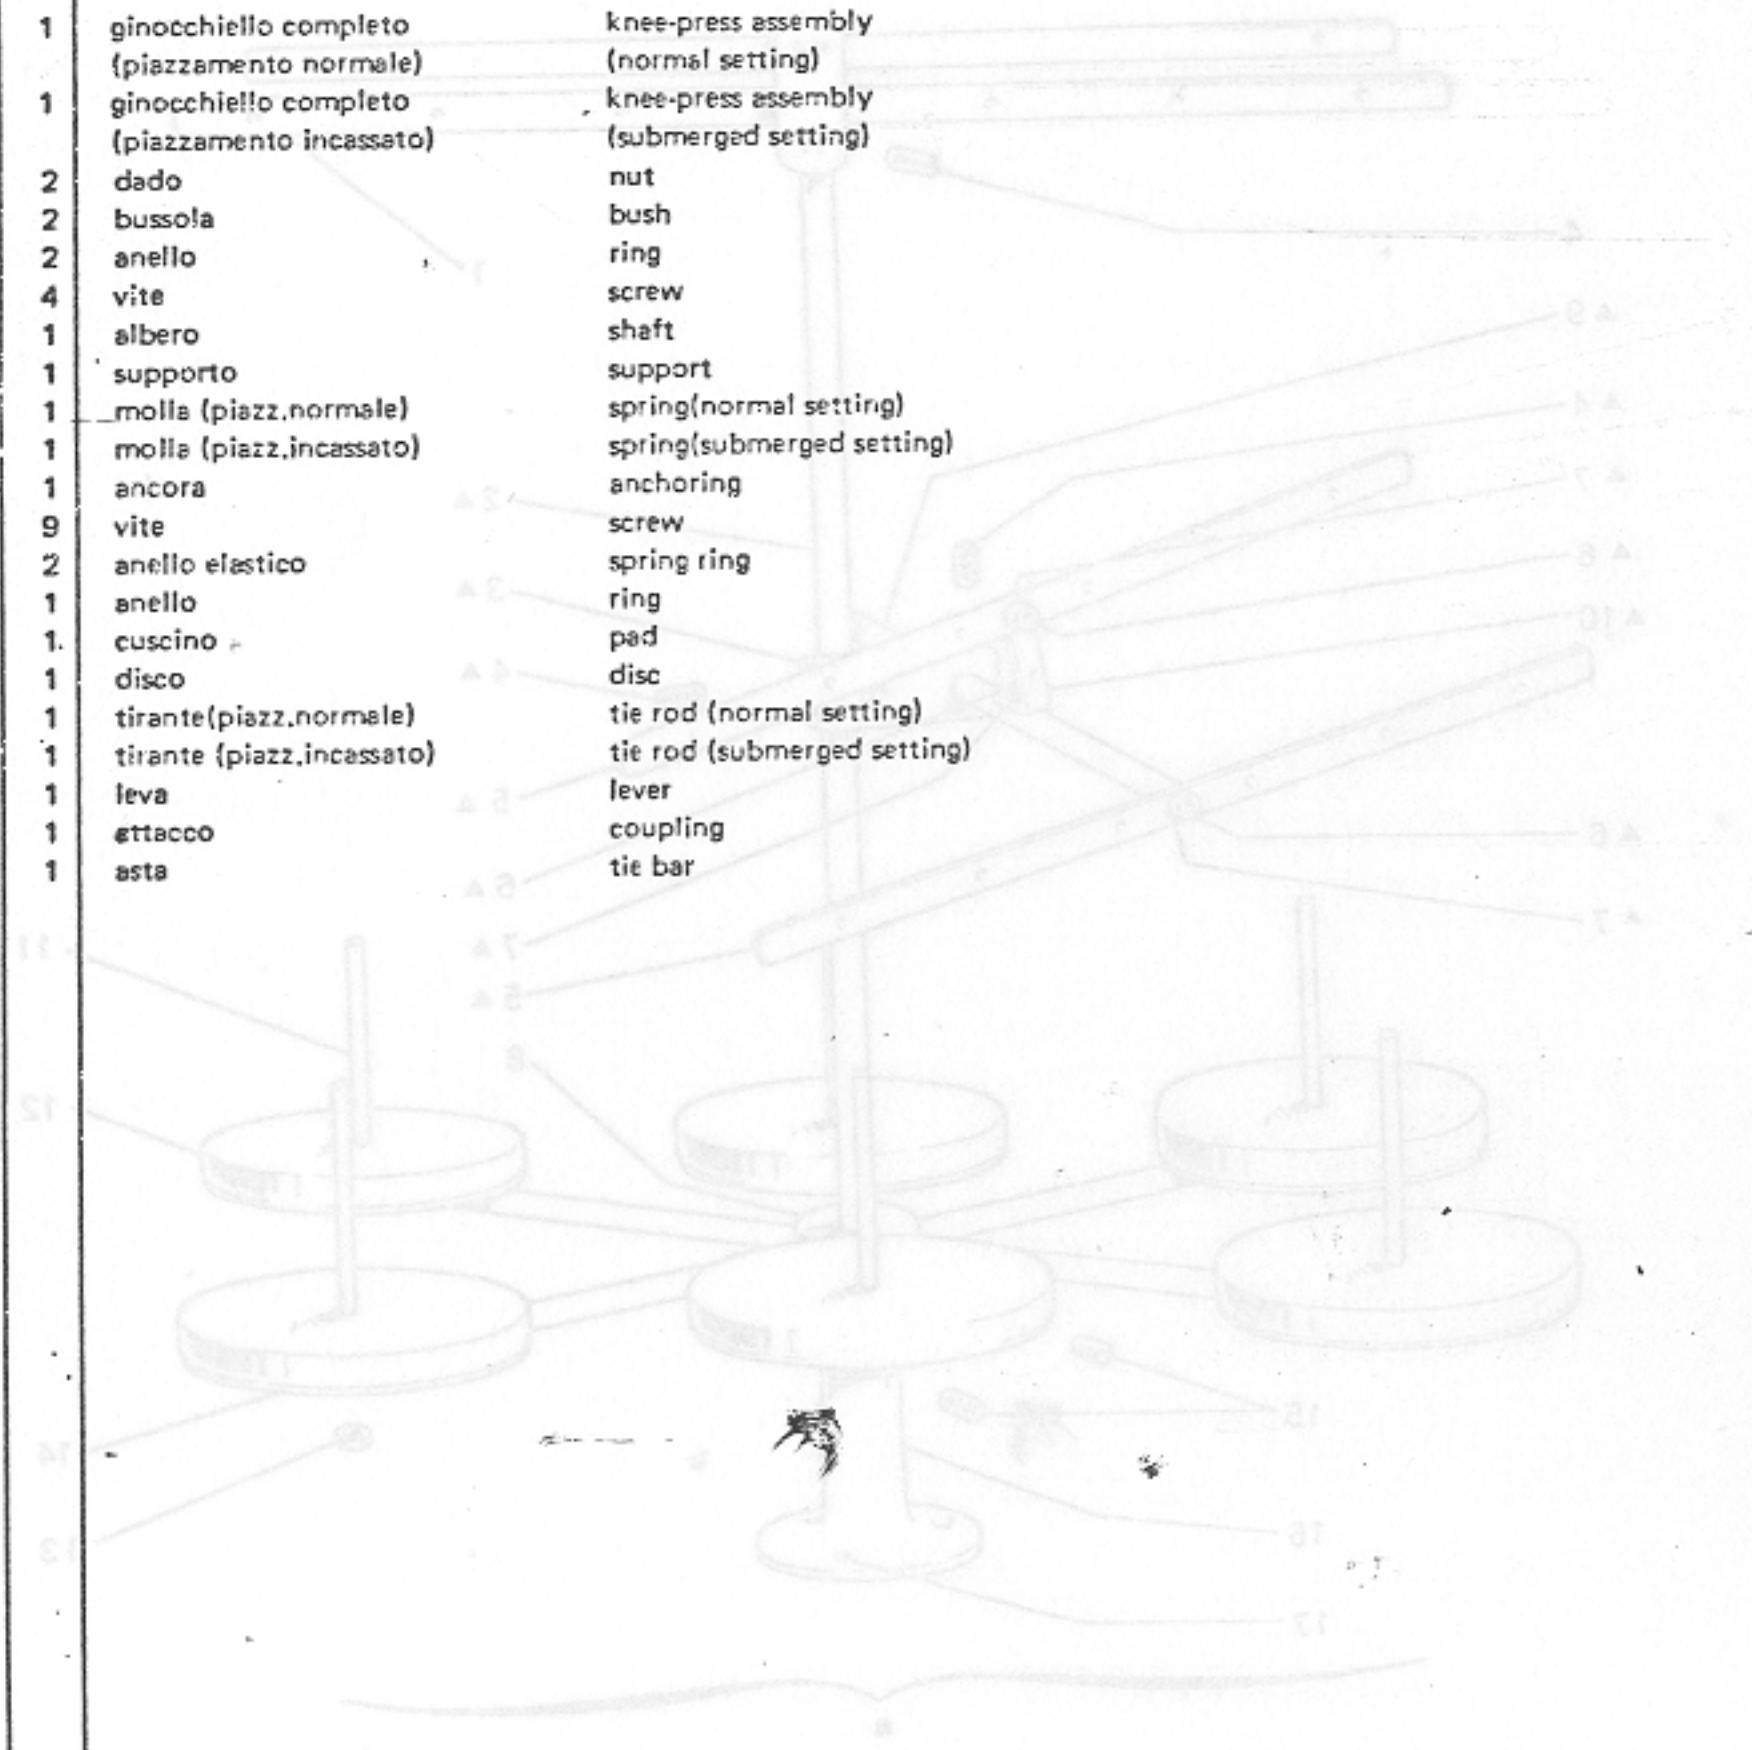 1 ginocchiello completo knee-press assembly
(piazzamento normale) (normal setting)
1 ginocchiello completo knee-press assembly
(piazzamento incassato) (submerged setting)
2 dado nut
2 bussola bush
2 anello ring
4 vite screw
1 albero shaft
1 supporto support
1 molla (piazz.normale) spring(normal setting)
1 molla (piazz.incassato) spring(submerged setting)
1 ancora anchoring
9 vite screw
2 anello elastico spring ring
1 anello ring
1. cuscino pad
1 disco disc
1 tirante(piazz.normale) tie rod (normal setting)
1 tirante (piazz.incassato) tie rod (submerged setting)
1 leva lever
1 attacco coupling
1 asta tie bar